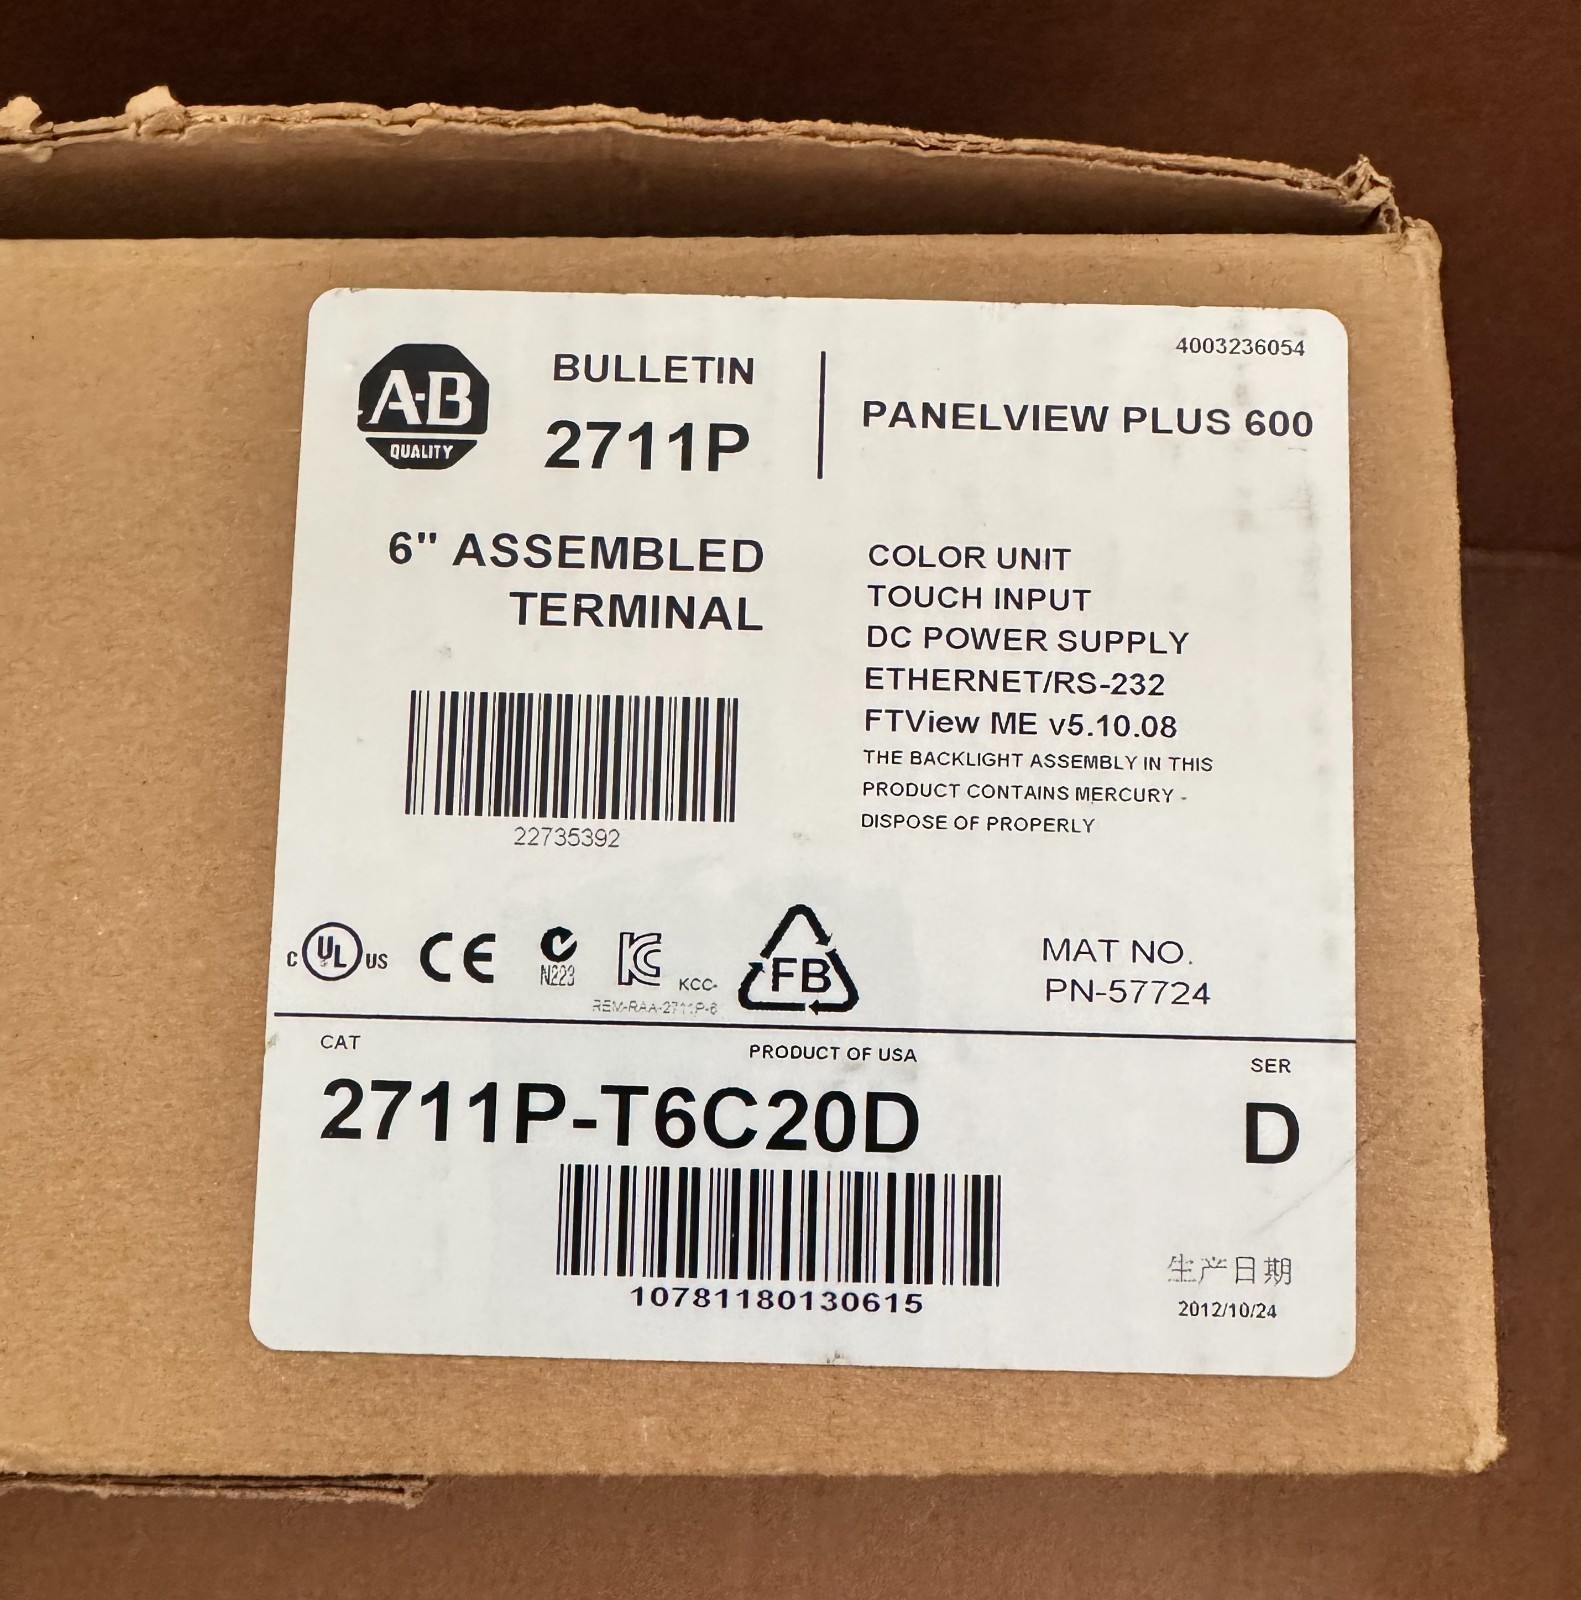 4003236054
A-B
QUALITY
BULLETIN
2711P
PANELVIEW PLUS 600
6" ASSEMBLED
TERMINAL
22735392
COLOR UNIT
TOUCH INPUT
DC POWER SUPPLY
ETHERNET/RS-232
FTView ME v5.10.08
THE BACKLIGHT ASSEMBLY IN THIS
PRODUCT CONTAINS MERCURY -
DISPOSE OF PROPERLY
C UL US
CE
N223
KC
KCC-
REM-RAA-2711P-6
FB
MAT NO.
PN-57724
CAT
PRODUCT OF USA
SER
2711P-T6C20D
D
10781180130615
生产日期
2012/10/24